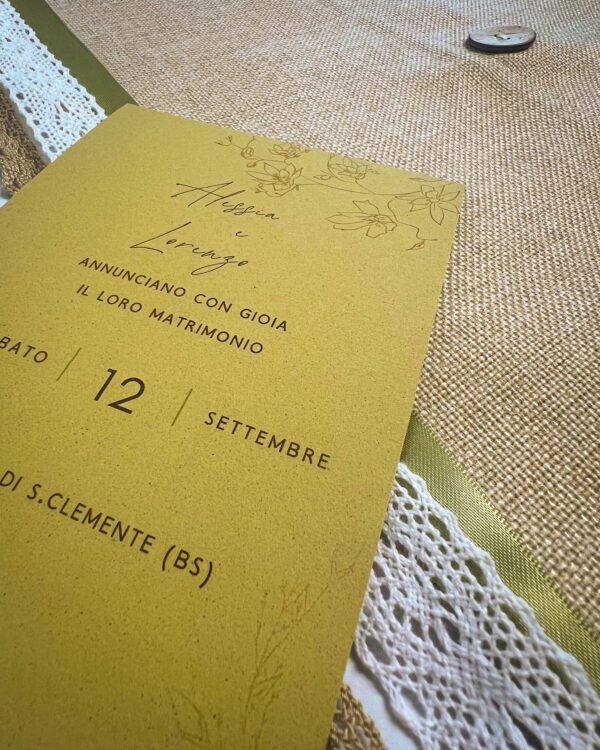 Alessia
e
Lorenzo
ANNUNCIANO CON GIOIA
IL LORO MATRIMONIO
BATO | 12 | SETTEMBRE
DI S.CLEMENTE (BS)